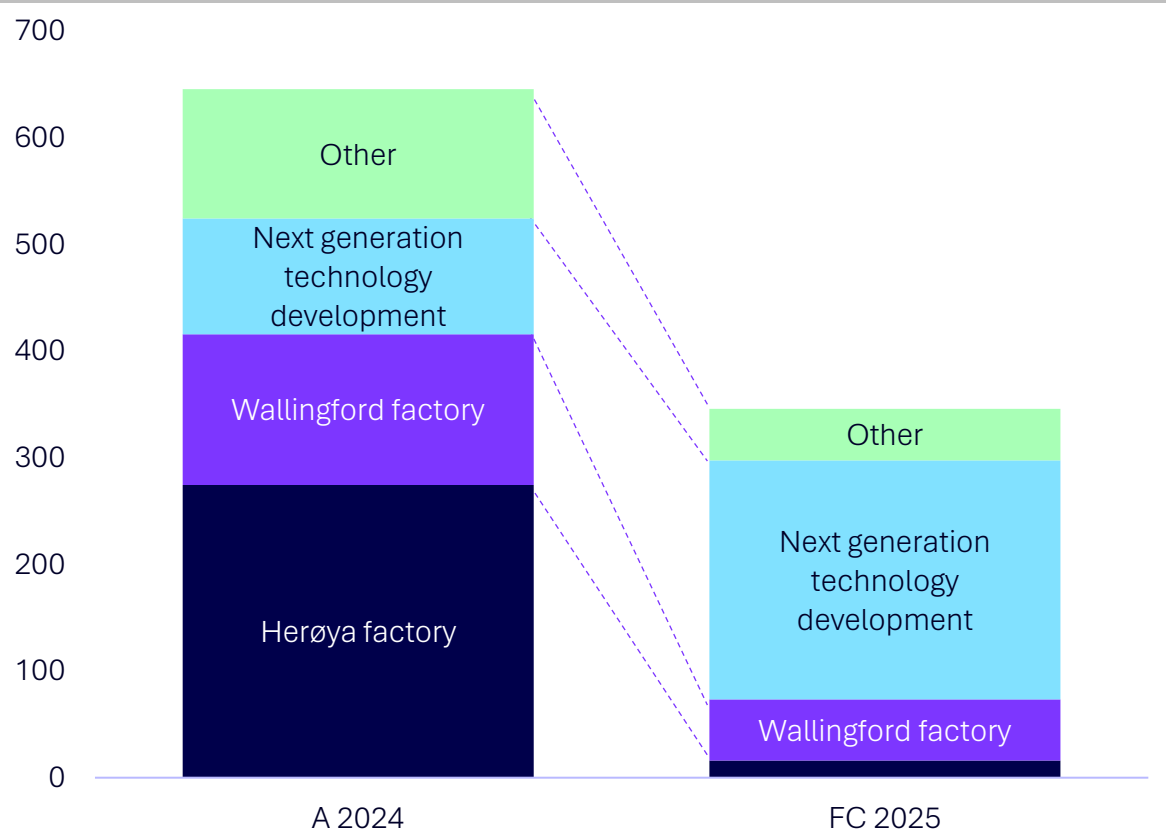 700
600
500
400
300
200
100
0
Other
Next generation
technology
development
Wallingford factory
Herøya factory
Other
Next generation
technology
development
Wallingford factory
A 2024
FC 2025